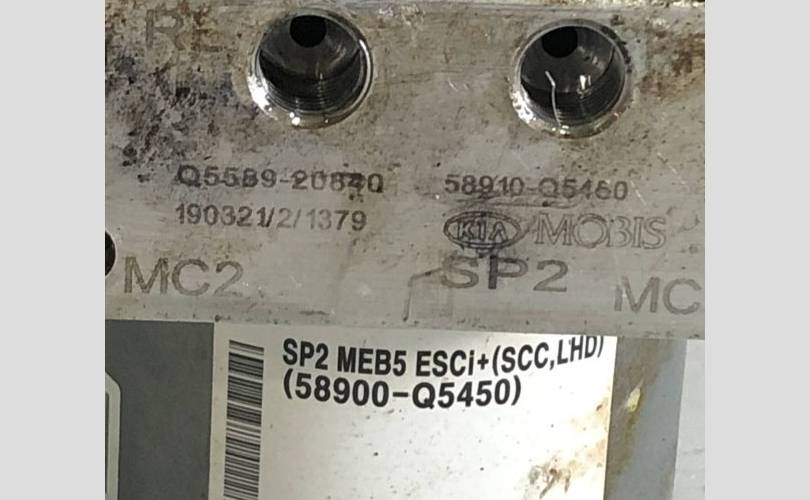 RL
Q5589-20840 58910-Q5460
190321/2/1379 KIA MOBIS
MC2 SP2 MC
SP2 MEB5 ESCi+(SCC,LHD)
(58900-Q5450)